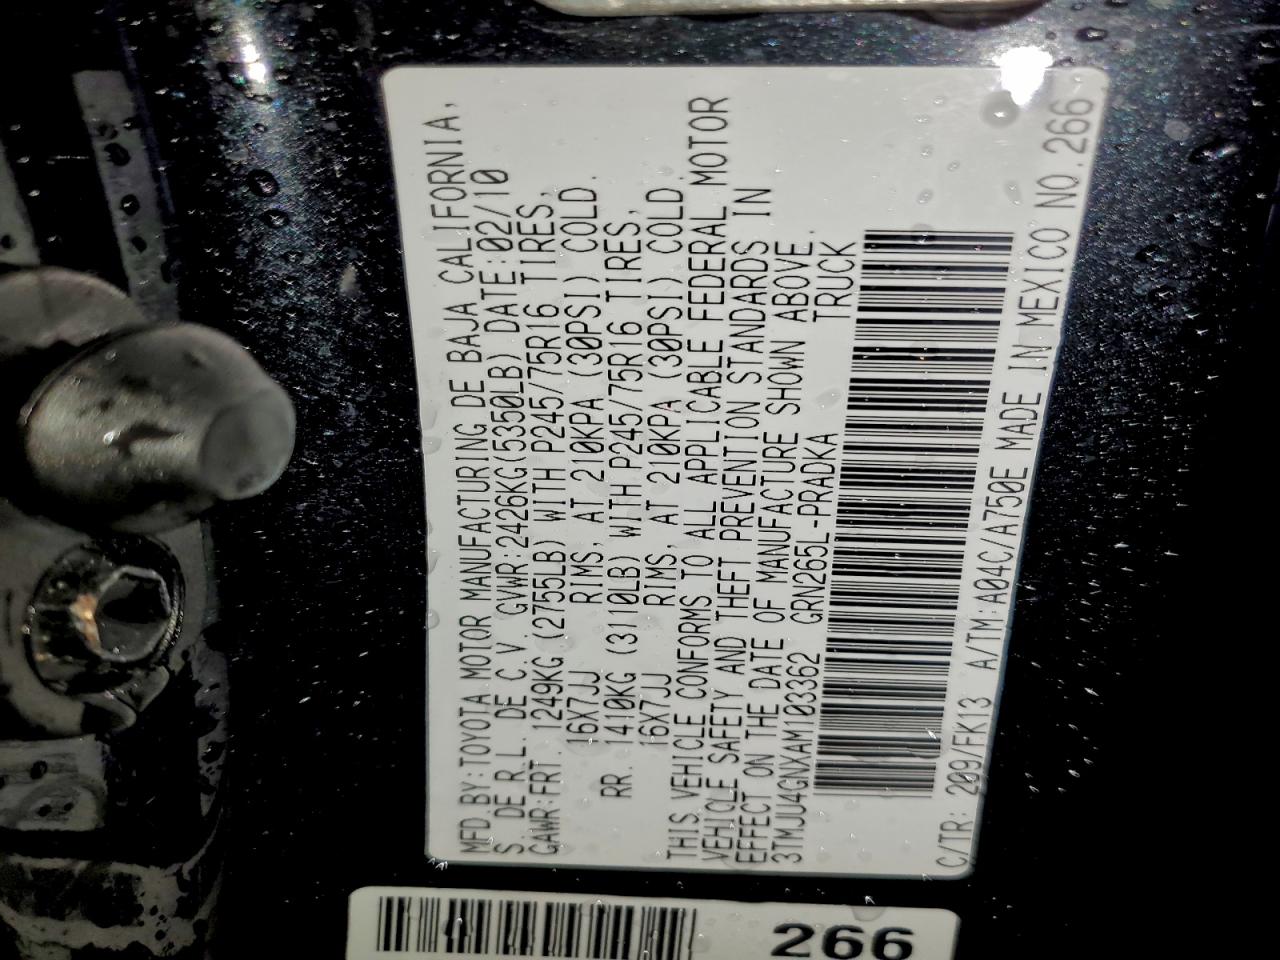 MFD BY:TOYOTA MOTOR MANUFACTURING DE BAJA CALIFORNIA,
S. DE R.L. DE C.V. GVWR:2426KG(5350LB) DATE:02/10
GAWR:FRT 1249KG (2755LB) WITH P245/75R16 TIRES,
16X7JJ RIMS, AT 210KPA (30PSI) COLD.
RR. 1410KG (3110LB) WITH P245/75R16 TIRES,
16X7JJ RIMS, AT 210KPA (30PSI) COLD.
THIS VEHICLE CONFORMS TO ALL APPLICABLE FEDERAL MOTOR
VEHICLE SAFETY AND THEFT PREVENTION STANDARDS IN
EFFECT ON THE DATE OF MANUFACTURE SHOWN ABOVE.
3TMJU4GNXAM103362 GRN265L-PRADKA TRUCK
C/TR: 209/FK13 A/TM:A04C/A750E MADE IN MEXICO NO.266
266